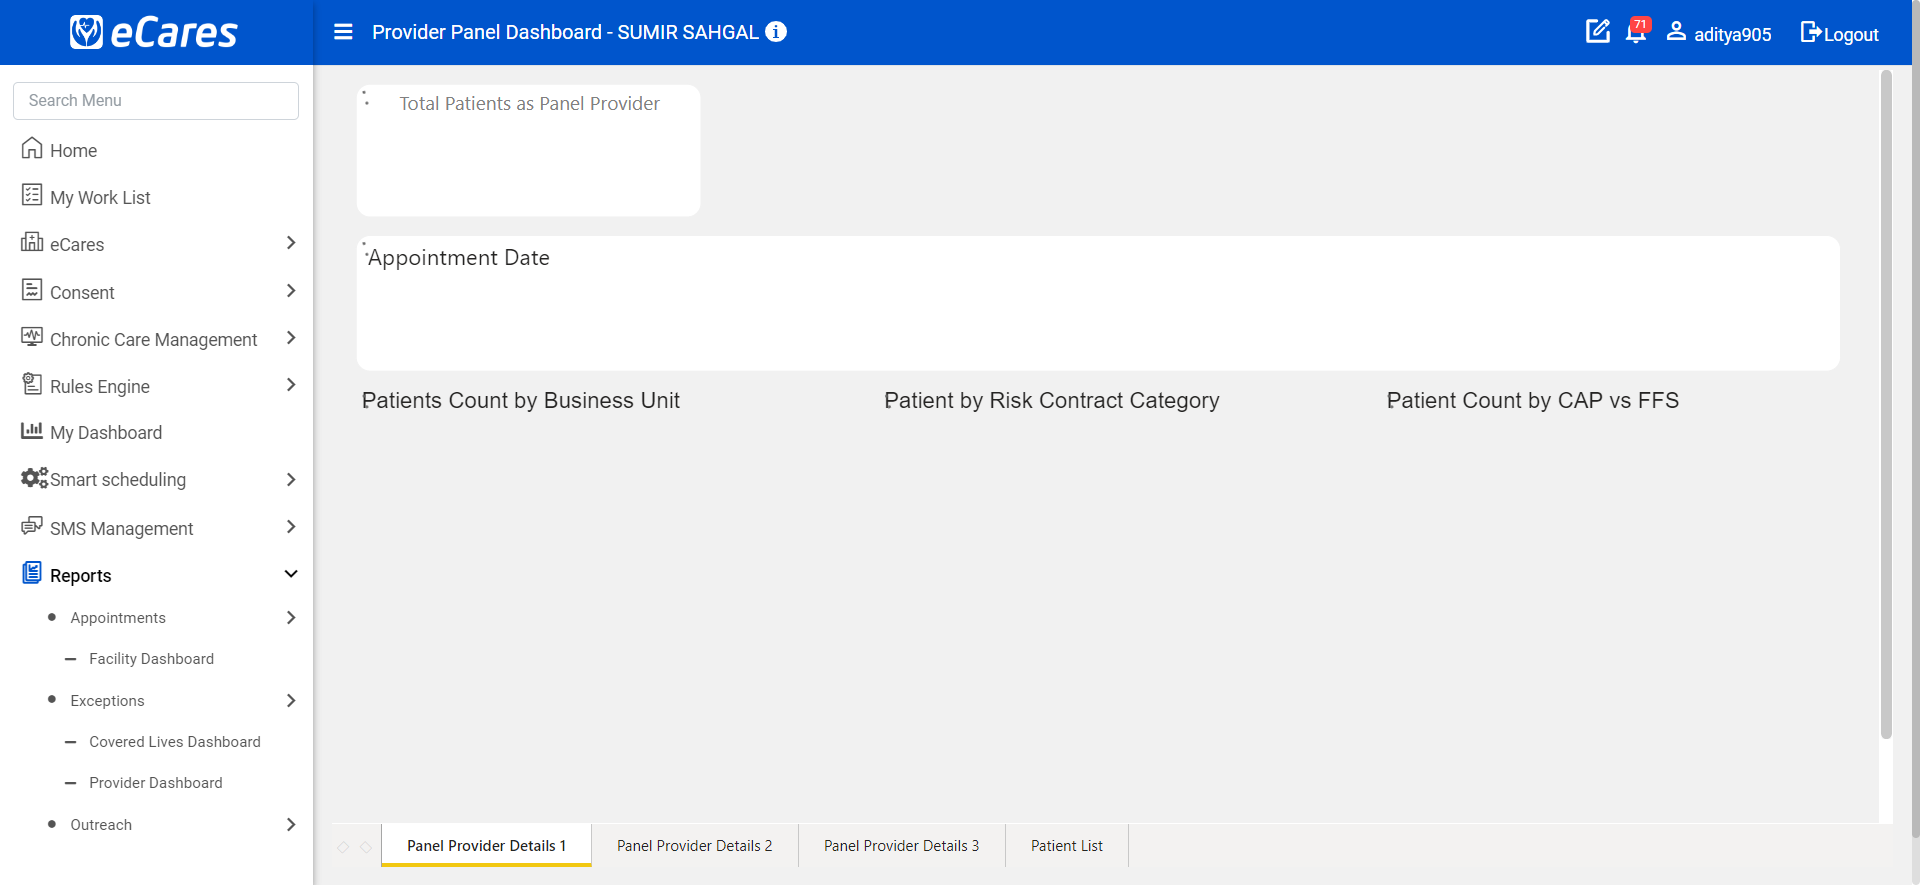 eCares
Provider Panel Dashboard - SUMIR SAHGAL
71
aditya905
Logout
Search Menu
Home
My Work List
eCares
Consent
Chronic Care Management
Rules Engine
My Dashboard
Smart scheduling
SMS Management
Reports
Appointments
Facility Dashboard
Exceptions
Covered Lives Dashboard
Provider Dashboard
Outreach
Total Patients as Panel Provider
Appointment Date
Patients Count by Business Unit
Patient by Risk Contract Category
Patient Count by CAP vs FFS
Panel Provider Details 1
Panel Provider Details 2
Panel Provider Details 3
Patient List